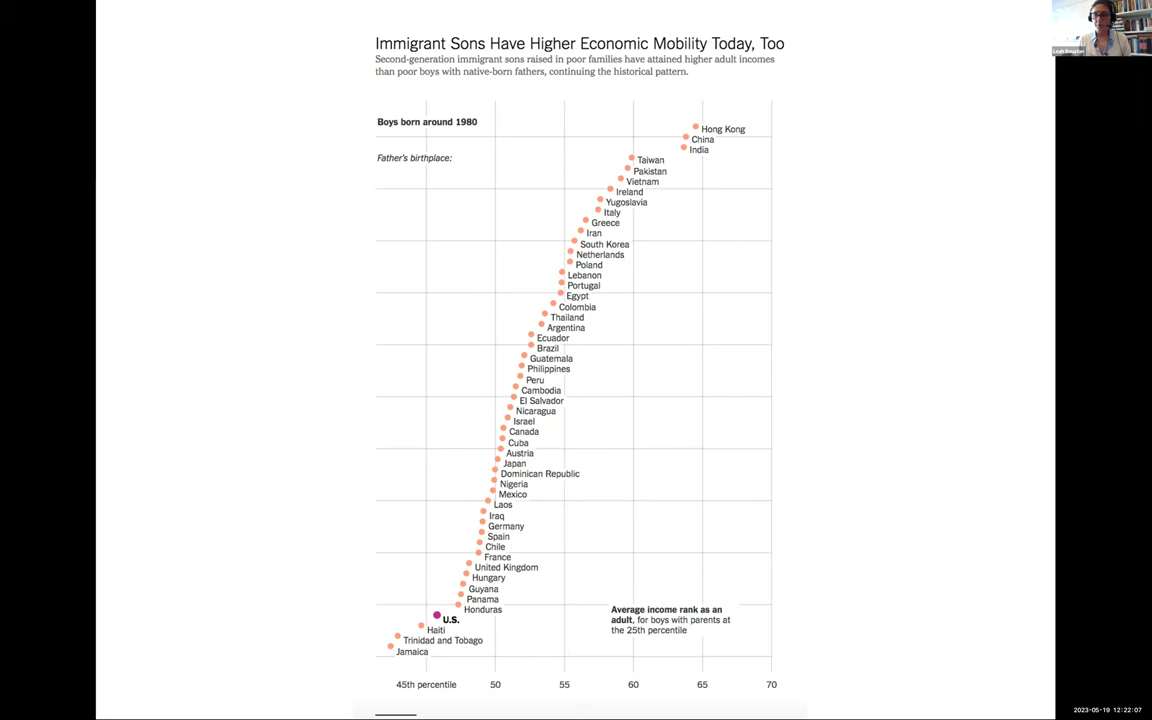 Immigrant Sons Have Higher Economic Mobility Today, Too
Second-generation immigrant sons raised in poor families have attained higher adult incomes
than poor boys with native-born fathers, continuing the historical pattern.
Boys born around 1980
Father's birthplace:
Hong Kong
China
India
Taiwan
Pakistan
Vietnam
Ireland
Yugoslavia
Italy
Greece
Iran
South Korea
Netherlands
Poland
Lebanon
Portugal
Egypt
Colombia
Thailand
Argentina
Ecuador
Brazil
Guatemala
Philippines
Peru
Cambodia
El Salvador
Nicaragua
Israel
Canada
Cuba
Austria
Japan
Dominican Republic
Nigeria
Mexico
Laos
Iraq
Germany
Spain
Chile
France
United Kingdom
Hungary
Guyana
Panama
Honduras
U.S.
Haiti
Trinidad and Tobago
Jamaica
Average income rank as an
adult, for boys with parents at
the 25th percentile
45th percentile 50 55 60 65 70
Leah Boustan
2023-05-19 12:22:07